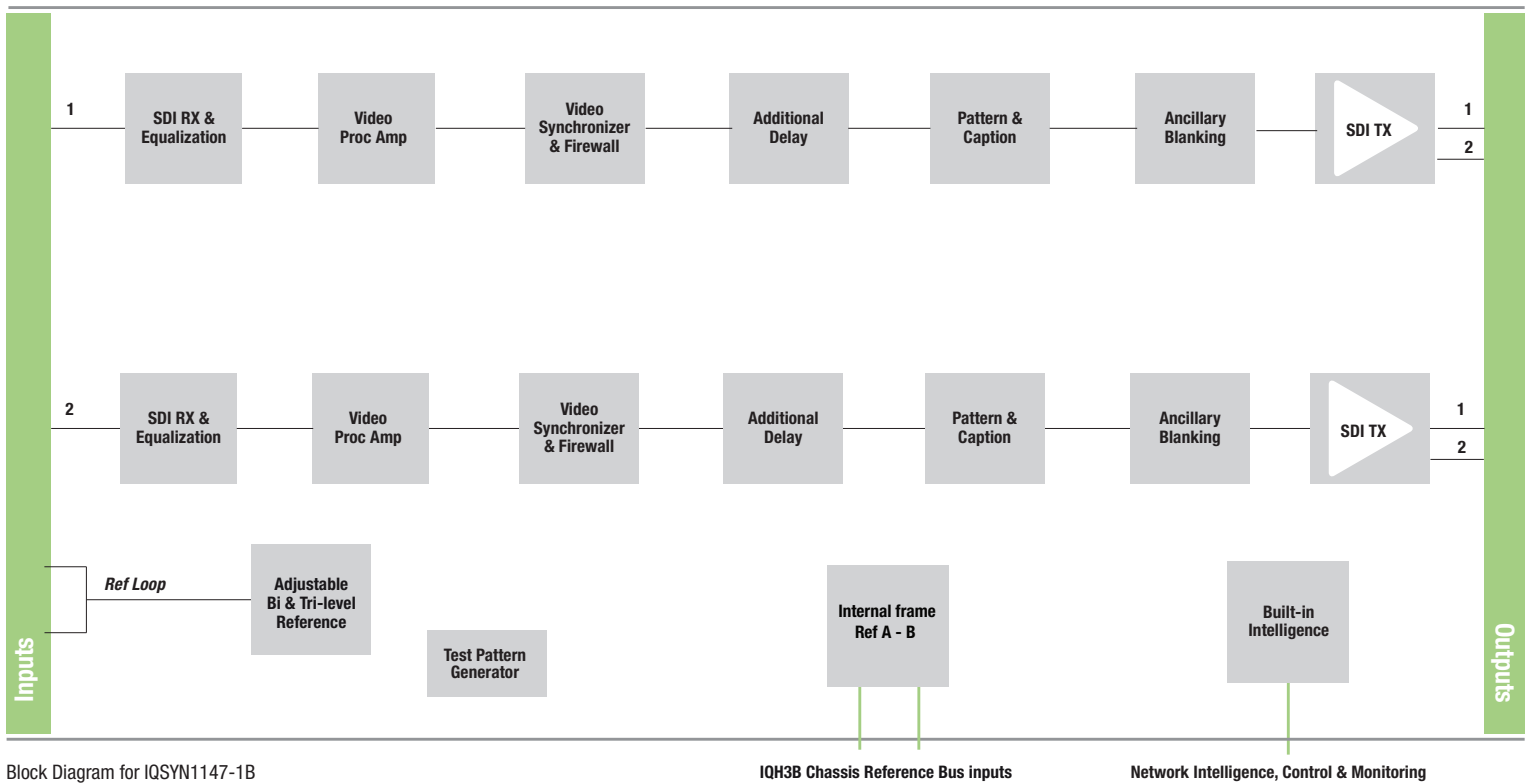 1
SDI RX &
Equalization
Video
Proc Amp
Video
Synchronizer
& Firewall
Additional
Delay
Pattern &
Caption
Ancillary
Blanking
SDI TX
1
2
2
SDI RX &
Equalization
Video
Proc Amp
Video
Synchronizer
& Firewall
Additional
Delay
Pattern &
Caption
Ancillary
Blanking
SDI TX
1
2
Ref Loop
Adjustable
Bi & Tri-level
Reference
Test Pattern
Generator
Internal frame
Ref A - B
Built-in
Intelligence
Inputs
Outputs
Block Diagram for IQSYN1147-1B
IQH3B Chassis Reference Bus inputs
Network Intelligence, Control & Monitoring